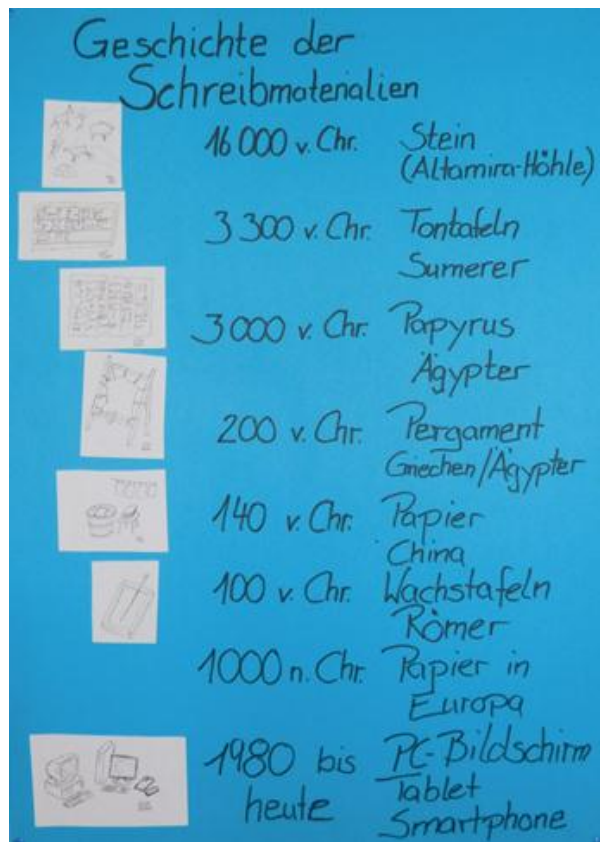 Geschichte der
Schreibmaterialien
16 000 v. Chr. Stein
(Altamira-Höhle)
3 300 v. Chr. Tontafeln
Sumerer
3 000 v. Chr. Papyrus
Ägypter
200 v. Chr. Pergament
Griechen/Ägypter
140 v. Chr. Papier
China
100 v. Chr. Wachstafeln
Römer
1000 n. Chr. Papier in
Europa
1980 bis PC-Bildschirm
heute Tablet
Smartphone